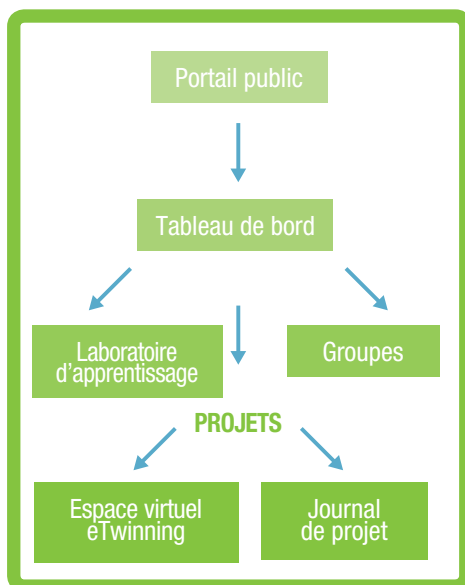 Portail public
Tableau de bord
Laboratoire
d'apprentissage
Groupes
PROJETS
Espace virtuel
eTwinning
Journal
de projet